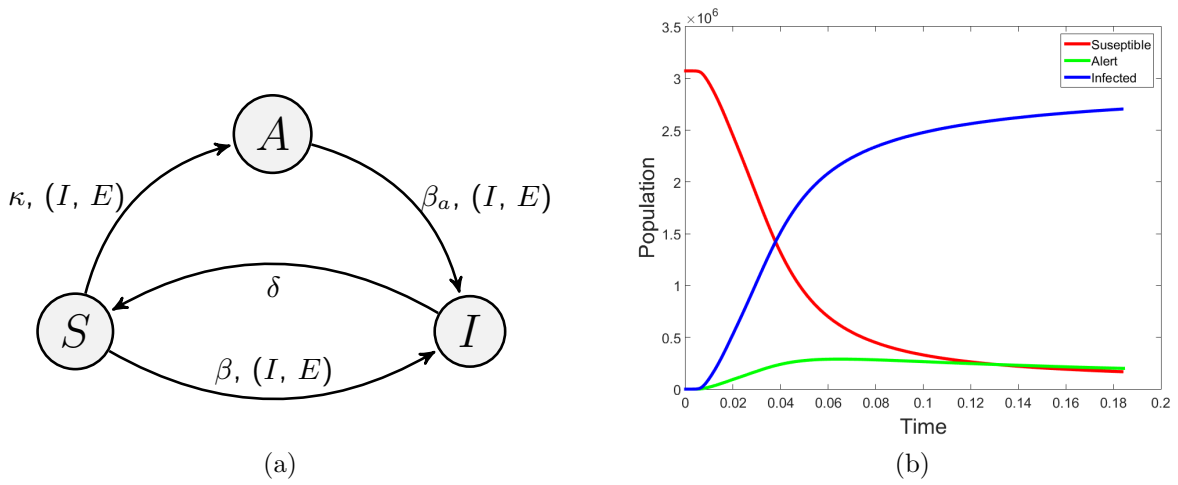 A
κ, (I, E)
β_a, (I, E)
δ
S
I
β, (I, E)
(a)
×10^6
3.5
3
2.5
2
1.5
1
0.5
0
Population
Suseptible
Alert
Infected
0 0.02 0.04 0.06 0.08 0.1 0.12 0.14 0.16 0.18 0.2
Time
(b)